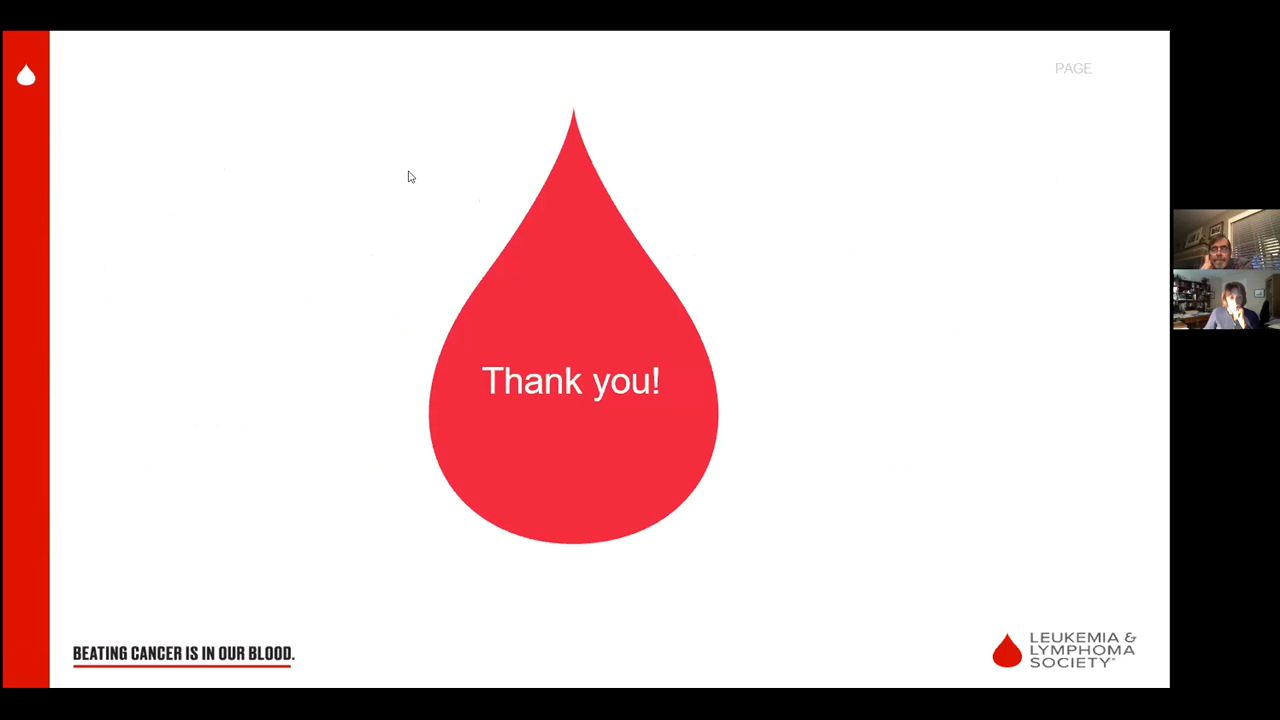 PAGE
Thank you!
BEATING CANCER IS IN OUR BLOOD.
LEUKEMIA &
LYMPHOMA
SOCIETY